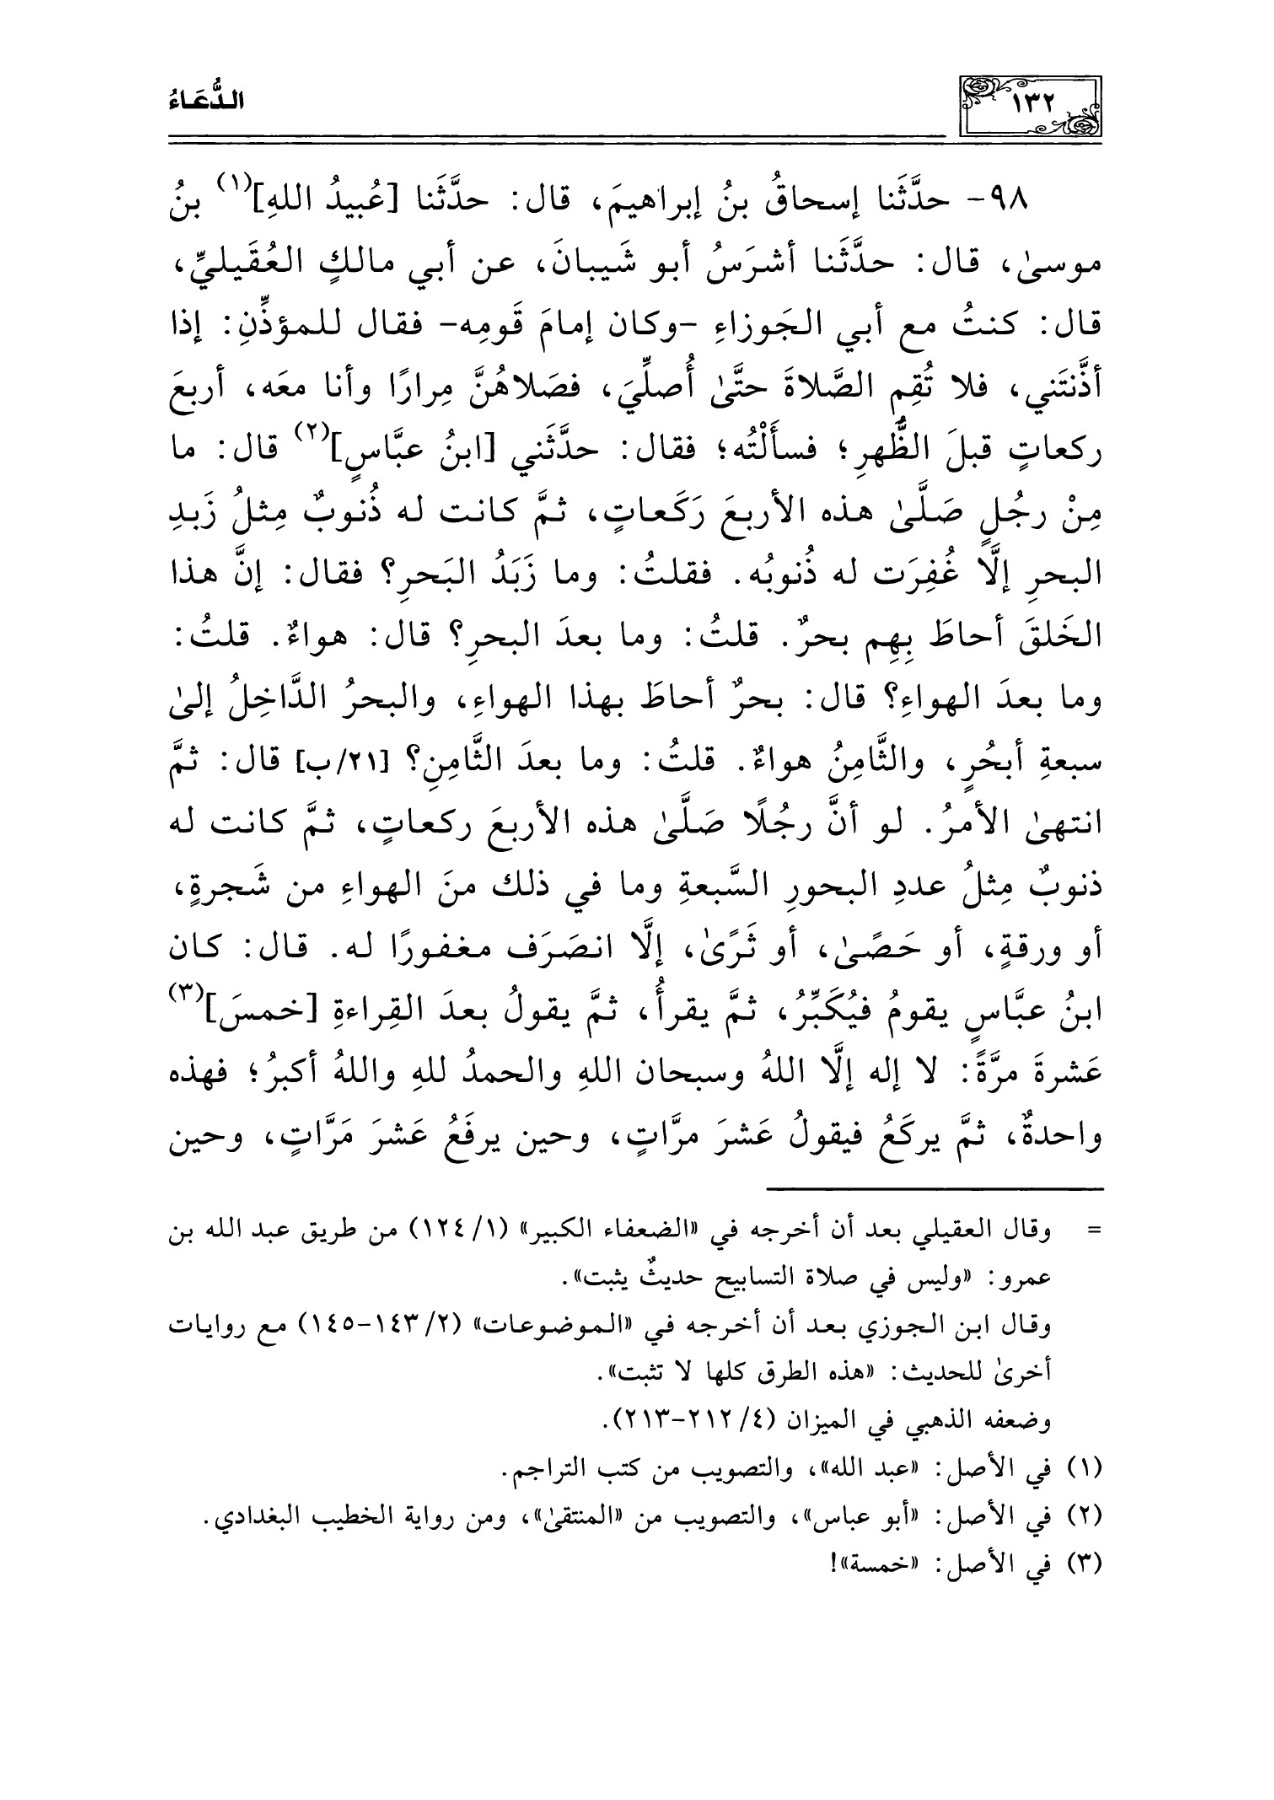 ١٣٢
الدُّعَاءُ
٩٨- حدَّثَنا إسحاقُ بنُ إبراهيمَ، قال: حدَّثَنا [عُبيدُ اللهِ](١) بنُ
موسىٰ، قال: حدَّثَنا أشرَسُ أبو شَيبانَ، عن أبي مالكٍ العُقَيليِّ،
قال: كنتُ مع أبي الجَوزاءِ -وكان إمامَ قَومِه- فقال للمؤذِّنِ: إذا
أذَّنتَني، فلا تُقِمِ الصَّلاةَ حتَّىٰ أُصلِّيَ، فصَلاهُنَّ مِرارًا وأنا معَه، أربعَ
ركعاتٍ قبلَ الظُّهرِ؛ فسأَلْتُه؛ فقال: حدَّثَني [ابنُ عبَّاسٍ](٢) قال: ما
مِنْ رجُلٍ صَلَّىٰ هذه الأربعَ رَكَعاتٍ، ثمَّ كانت له ذُنوبٌ مِثلُ زَبدِ
البحرِ إلَّا غُفِرَت له ذُنوبُه. فقلتُ: وما زَبَدُ البَحرِ؟ فقال: إنَّ هذا
الخَلقَ أحاطَ بِهِم بحرٌ. قلتُ: وما بعدَ البحرِ؟ قال: هواءٌ. قلتُ:
وما بعدَ الهواءِ؟ قال: بحرٌ أحاطَ بهذا الهواءِ، والبحرُ الدَّاخِلُ إلىٰ
سبعةِ أبحُرٍ، والثَّامِنُ هواءٌ. قلتُ: وما بعدَ الثَّامِنِ؟ [٢١/ب] قال: ثمَّ
انتهىٰ الأمرُ. لو أنَّ رجُلًا صَلَّىٰ هذه الأربعَ ركعاتٍ، ثمَّ كانت له
ذنوبٌ مِثلُ عددِ البحورِ السَّبعةِ وما في ذلك منَ الهواءِ من شَجرةٍ،
أو ورقةٍ، أو حَصًىٰ، أو ثَرًىٰ، إلَّا انصَرَف مغفورًا له. قال: كان
ابنُ عبَّاسٍ يقومُ فيُكَبِّرُ، ثمَّ يقرأُ، ثمَّ يقولُ بعدَ القِراءةِ [خمسَ](٣)
عَشرةَ مرَّةً: لا إله إلَّا اللهُ وسبحان اللهِ والحمدُ للهِ واللهُ أكبرُ؛ فهذه
واحدةٌ، ثمَّ يركَعُ فيقولُ عَشرَ مرَّاتٍ، وحين يرفَعُ عَشرَ مَرَّاتٍ، وحين
= وقال العقيلي بعد أن أخرجه في «الضعفاء الكبير» (١/ ١٢٤) من طريق عبد الله بن
عمرو: «وليس في صلاة التسابيح حديثٌ يثبت».
وقال ابن الجوزي بعد أن أخرجه في «الموضوعات» (٢/ ١٤٣-١٤٥) مع روايات
أخرىٰ للحديث: «هذه الطرق كلها لا تثبت».
وضعفه الذهبي في الميزان (٤/ ٢١٢-٢١٣).
(١) في الأصل: «عبد الله»، والتصويب من كتب التراجم.
(٢) في الأصل: «أبو عباس»، والتصويب من «المنتقىٰ»، ومن رواية الخطيب البغدادي.
(٣) في الأصل: «خمسة»!